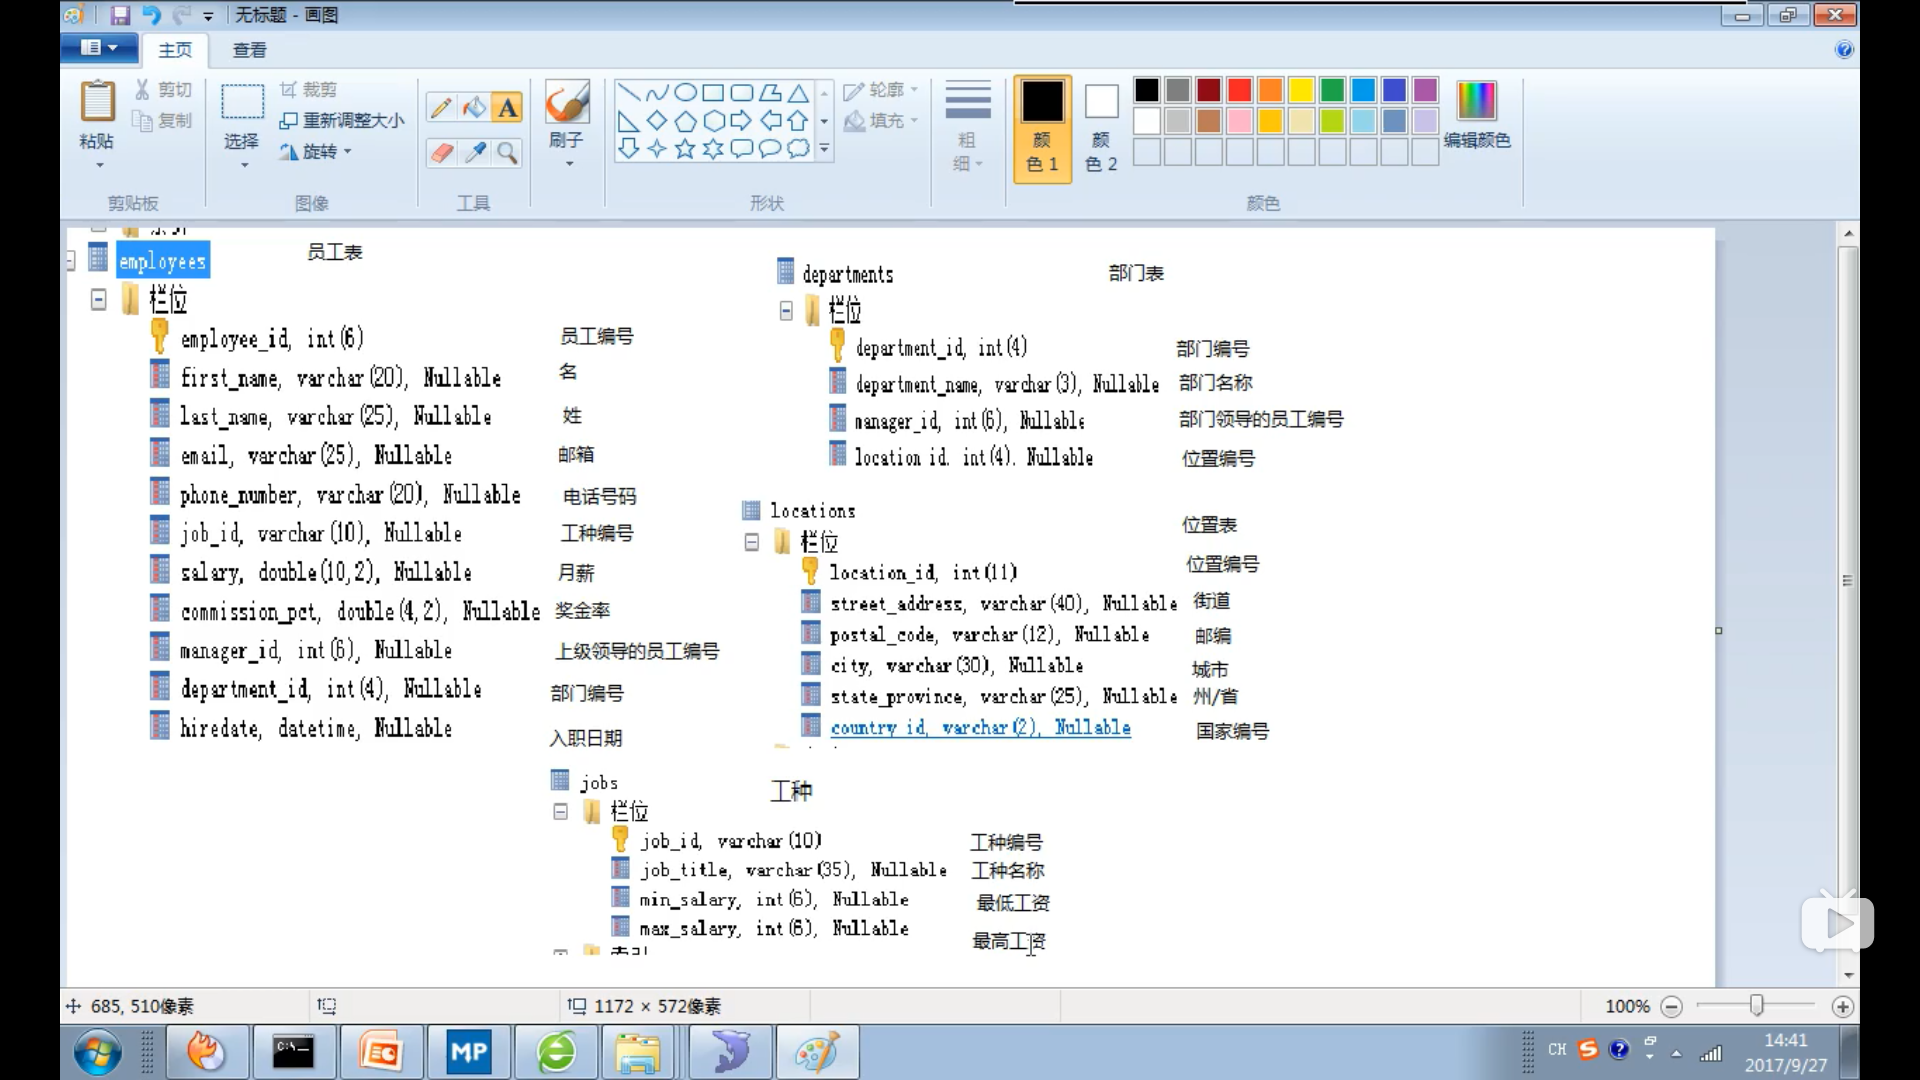 无标题 - 画图
主页
查看
粘贴
剪切
复制
剪贴板
选择
裁剪
重新调整大小
旋转
图像
A
工具
刷子
轮廓
填充
形状
粗
细
颜
色 1
颜
色 2
编辑颜色
颜色
employees
员工表
栏位
employee_id, int(6)
员工编号
first_name, varchar(20), Nullable
名
last_name, varchar(25), Nullable
姓
email, varchar(25), Nullable
邮箱
phone_number, varchar(20), Nullable
电话号码
job_id, varchar(10), Nullable
工种编号
salary, double(10,2), Nullable
月薪
commission_pct, double(4,2), Nullable
奖金率
manager_id, int(6), Nullable
上级领导的员工编号
department_id, int(4), Nullable
部门编号
hiredate, datetime, Nullable
入职日期
departments
部门表
栏位
department_id, int(4)
部门编号
department_name, varchar(3), Nullable
部门名称
manager_id, int(6), Nullable
部门领导的员工编号
location_id, int(4), Nullable
位置编号
locations
位置表
栏位
location_id, int(11)
位置编号
street_address, varchar(40), Nullable
街道
postal_code, varchar(12), Nullable
邮编
city, varchar(30), Nullable
城市
state_province, varchar(25), Nullable
州/省
country_id, varchar(2), Nullable
国家编号
jobs
工种
栏位
job_id, varchar(10)
工种编号
job_title, varchar(35), Nullable
工种名称
min_salary, int(6), Nullable
最低工资
max_salary, int(6), Nullable
最高工资
685, 510像素
1172 × 572像素
100%
C:\
MP
CH
14:41
2017/9/27